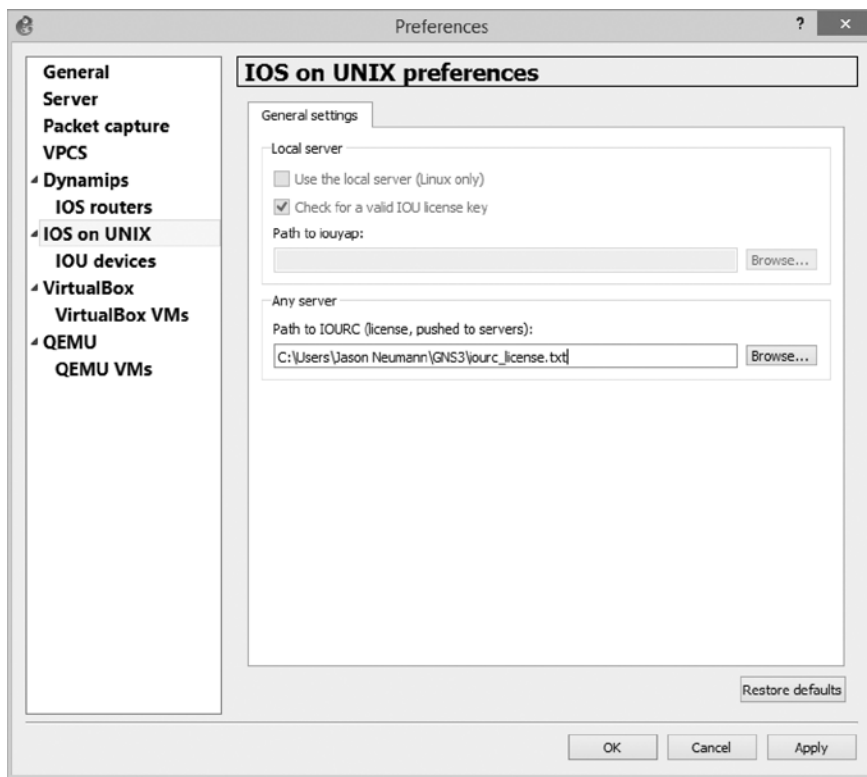 Preferences
?
×
General
Server
Packet capture
VPCS
Dynamips
IOS routers
IOS on UNIX
IOU devices
VirtualBox
VirtualBox VMs
QEMU
QEMU VMs
IOS on UNIX preferences
General settings
Local server
Use the local server (Linux only)
Check for a valid IOU license key
Path to iouyap:
Browse...
Any server
Path to IOURC (license, pushed to servers):
C:\Users\Jason Neumann\GNS3\iourc_license.txt
Browse...
Restore defaults
OK
Cancel
Apply